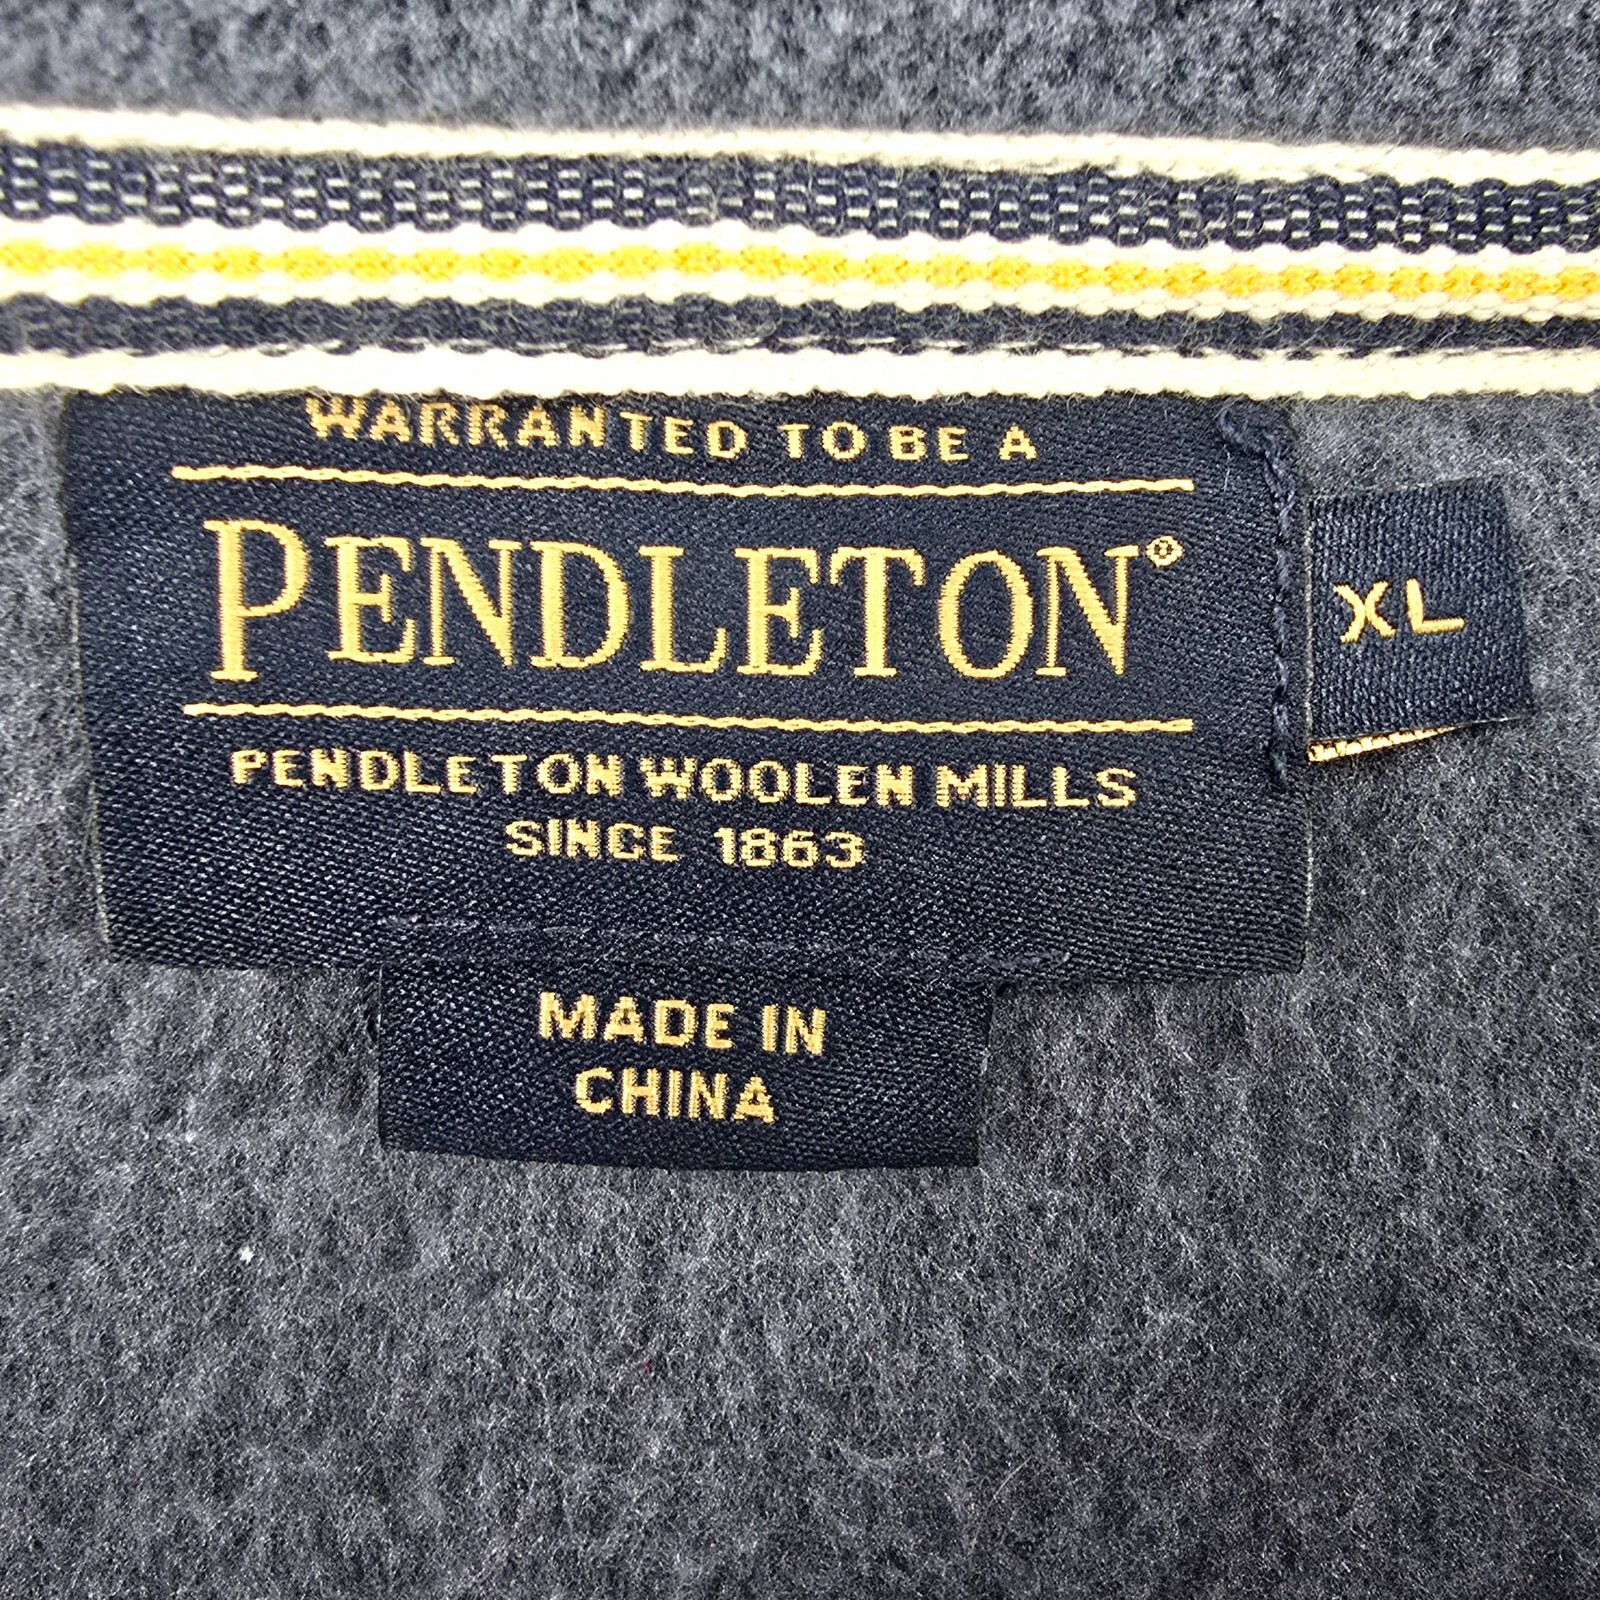 WARRANTED TO BE A
PENDLETON®
XL
PENDLETON WOOLEN MILLS
SINCE 1863
MADE IN
CHINA